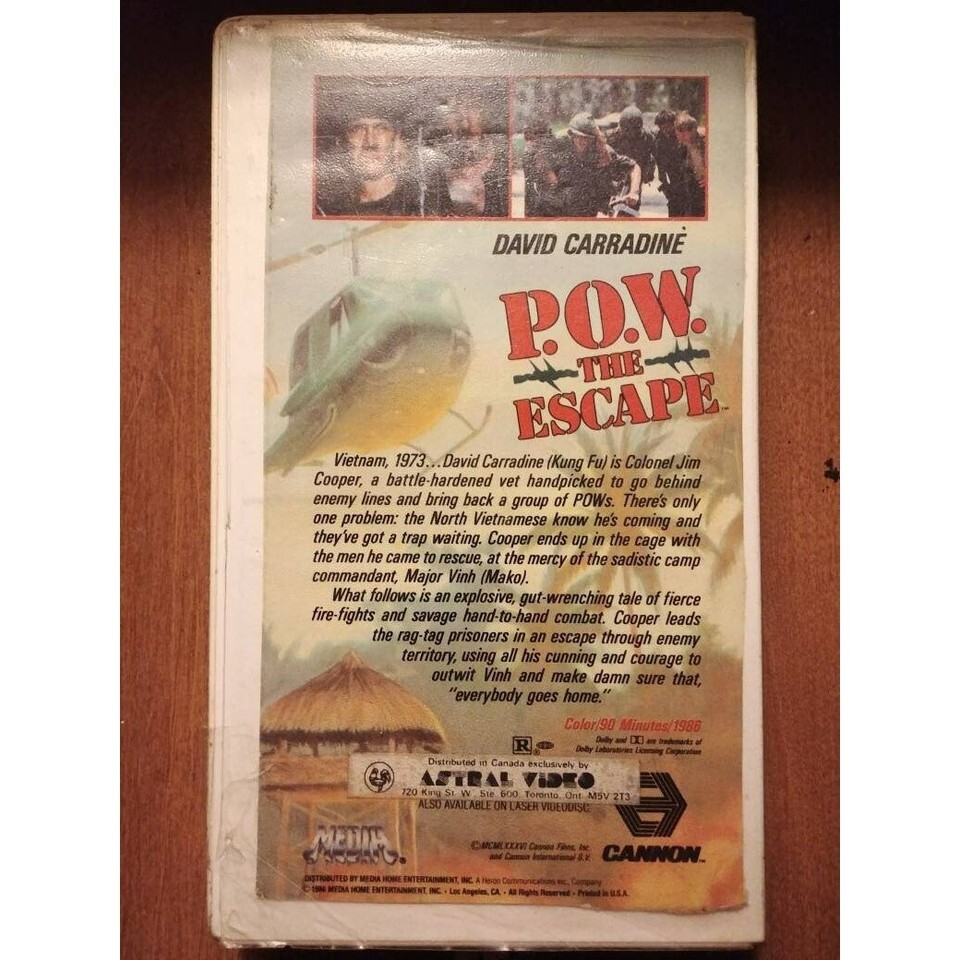 DAVID CARRADINE
P.O.W.
THE
ESCAPE™
Vietnam, 1973...David Carradine (Kung Fu) is Colonel Jim
Cooper, a battle-hardened vet handpicked to go behind
enemy lines and bring back a group of POWs. There's only
one problem: the North Vietnamese know he's coming and
they've got a trap waiting. Cooper ends up in the cage with
the men he came to rescue, at the mercy of the sadistic camp
commandant, Major Vinh (Mako).
What follows is an explosive, gut-wrenching tale of fierce
fire-fights and savage hand-to-hand combat. Cooper leads
the rag-tag prisoners in an escape through enemy
territory, using all his cunning and courage to
outwit Vinh and make damn sure that,
"everybody goes home."
Color/90 Minutes/1986
Dolby and DD are trademarks of
Dolby Laboratories Licensing Corporation
R ®
Distributed in Canada exclusively by
ASTRAL VIDEO
720 King St. W. Ste. 600 Toronto, Ont. M5V 2T3
ALSO AVAILABLE ON LASER VIDEODISC
MEDIA®
©MCMLXXXVI Cannon Films, Inc.
and Cannon International B.V.
CANNON™
DISTRIBUTED BY MEDIA HOME ENTERTAINMENT, INC. A Heron Communications Inc., Company
© 1986 MEDIA HOME ENTERTAINMENT, INC. • Los Angeles, CA. • All Rights Reserved • Printed in U.S.A.